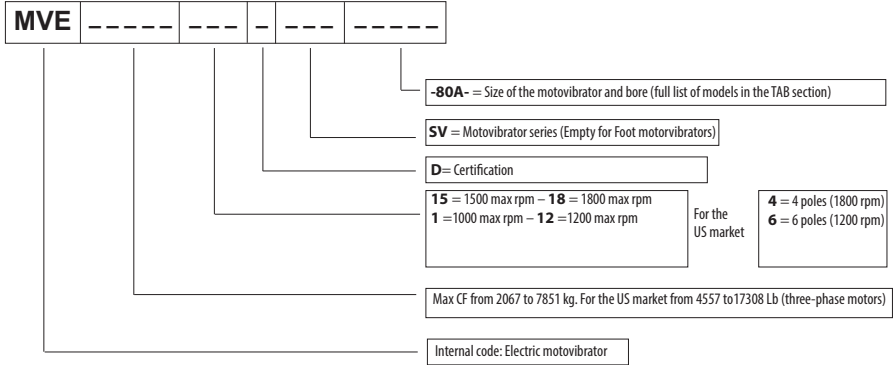 MVE _ _ _ _ _ _ _ _ _ _ _ _ _ _ _ _ _
-80A- = Size of the motovibrator and bore (full list of models in the TAB section)
SV = Motovibrator series (Empty for Foot motorvibrators)
D= Certification
15 = 1500 max rpm – 18 = 1800 max rpm
1 =1000 max rpm – 12 =1200 max rpm
For the
US market
4 = 4 poles (1800 rpm)
6 = 6 poles (1200 rpm)
Max CF from 2067 to 7851 kg. For the US market from 4557 to17308 Lb (three-phase motors)
Internal code: Electric motovibrator